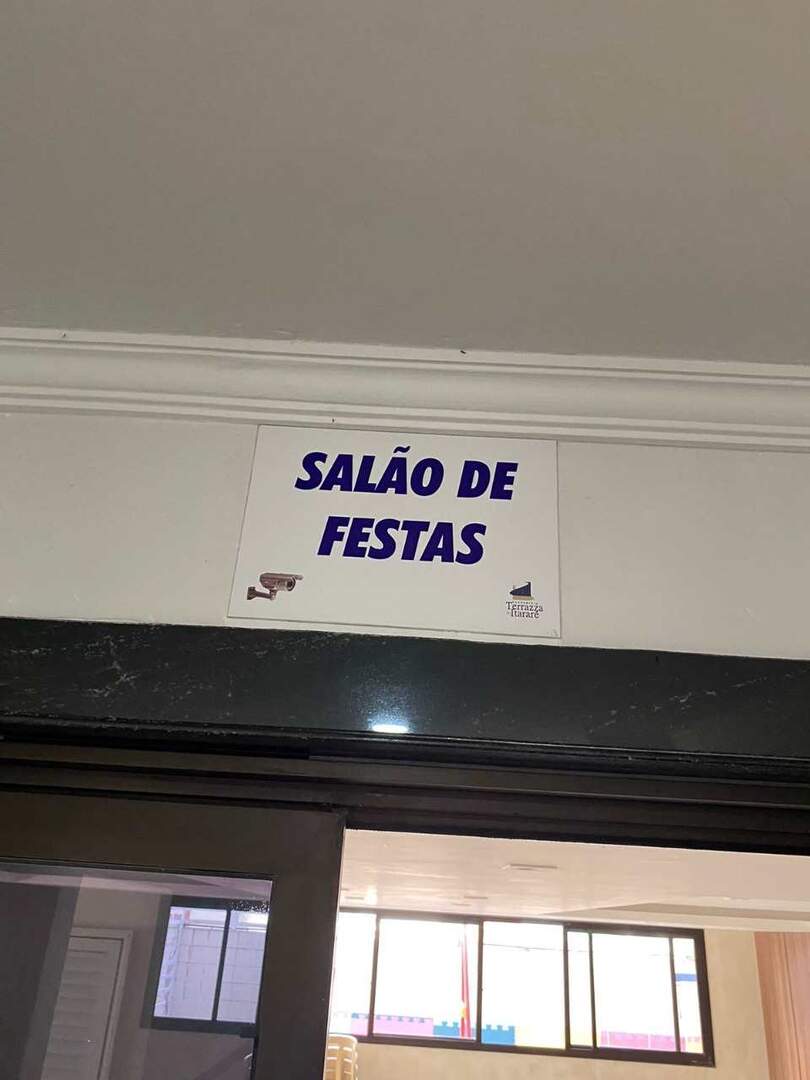 SALÃO DE
FESTAS
Terrazza
Itararé